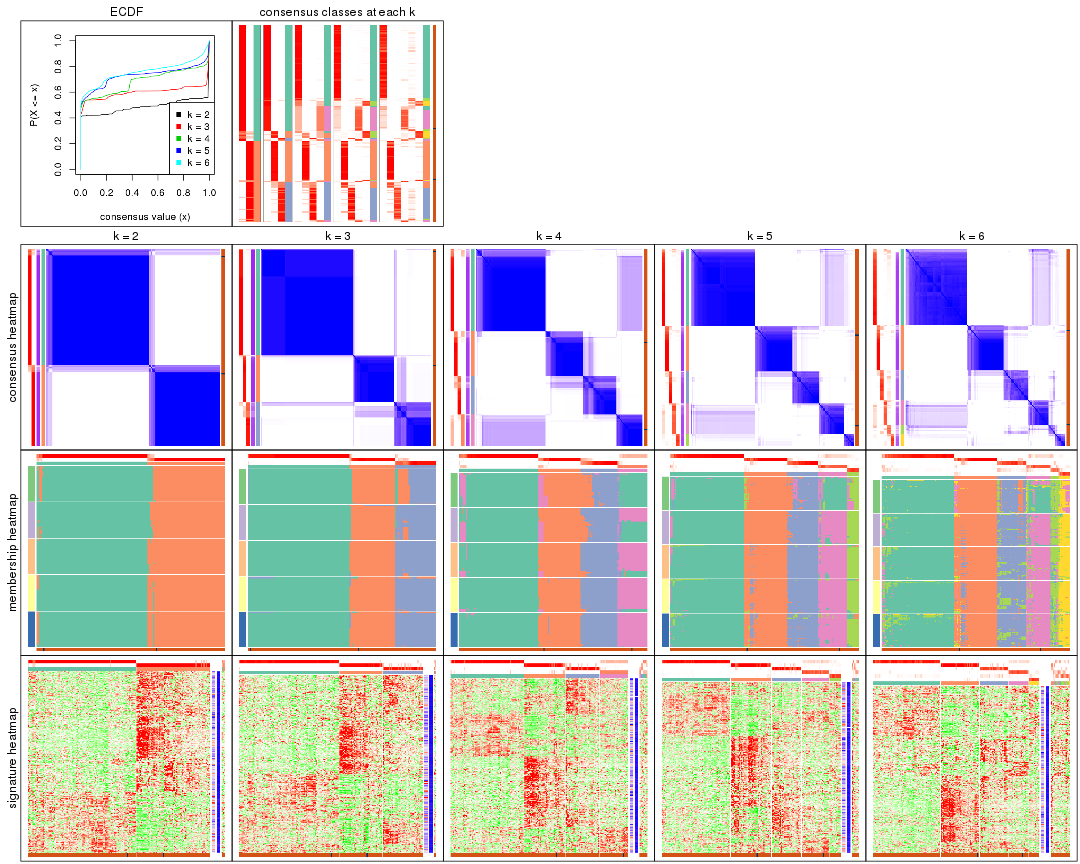 ECDF
consensus classes at each k
P(X <= x)
1.0
0.8
0.6
0.4
0.2
0.0
k = 2
k = 3
k = 4
k = 5
k = 6
0.0 0.2 0.4 0.6 0.8 1.0
consensus value (x)
k = 2 k = 3 k = 4 k = 5 k = 6
consensus heatmap
membership heatmap
signature heatmap